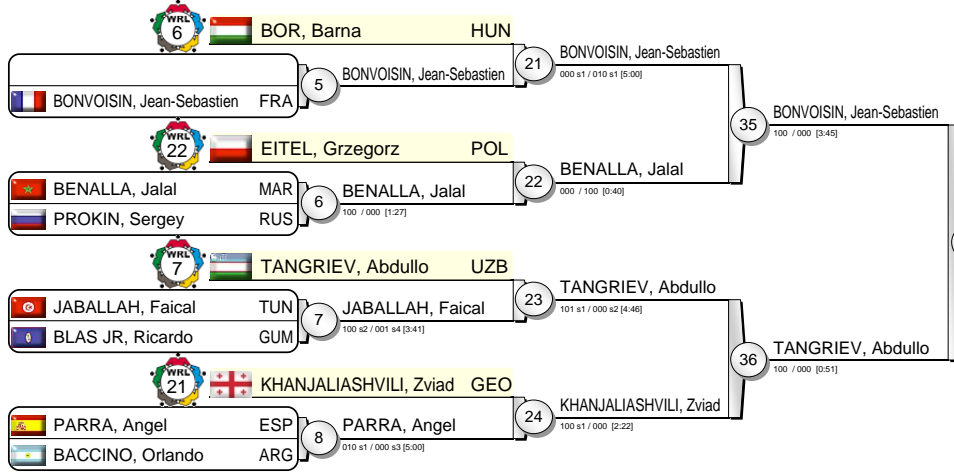 WRL 6 BOR, Barna HUN
BONVOISIN, Jean-Sebastien FRA
5 BONVOISIN, Jean-Sebastien
21 BONVOISIN, Jean-Sebastien
000 s1 / 010 s1 [5:00]
WRL 22 EITEL, Grzegorz POL
BENALLA, Jalal MAR
PROKIN, Sergey RUS
6 BENALLA, Jalal
100 / 000 [1:27]
22 BENALLA, Jalal
000 / 100 [0:40]
35 BONVOISIN, Jean-Sebastien
100 / 000 [3:45]
WRL 7 TANGRIEV, Abdullo UZB
JABALLAH, Faical TUN
BLAS JR, Ricardo GUM
7 JABALLAH, Faical
100 s2 / 001 s4 [3:41]
23 TANGRIEV, Abdullo
101 s1 / 000 s2 [4:46]
WRL 21 KHANJALIASHVILI, Zviad GEO
PARRA, Angel ESP
BACCINO, Orlando ARG
8 PARRA, Angel
010 s1 / 000 s3 [5:00]
24 KHANJALIASHVILI, Zviad
100 s1 / 000 [2:22]
36 TANGRIEV, Abdullo
100 / 000 [0:51]